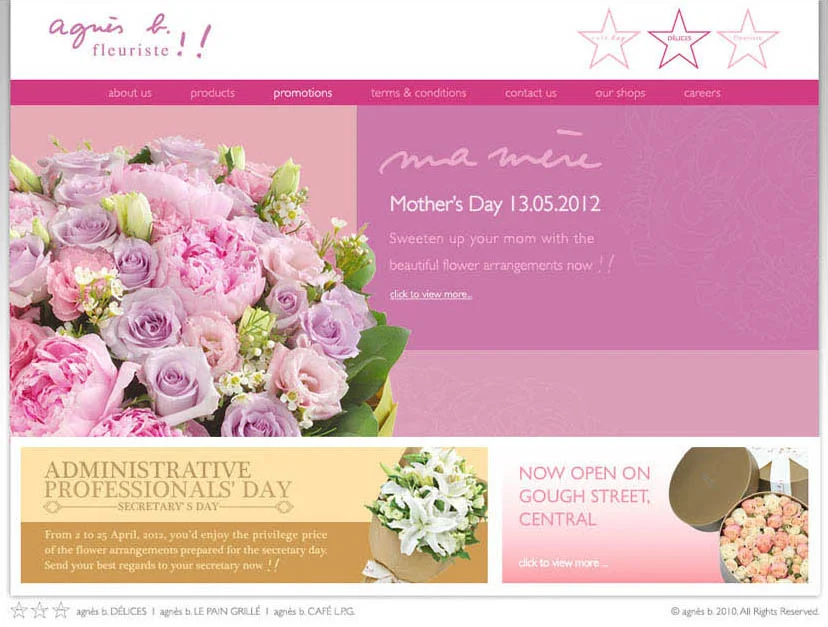 agnès b. !!
fleuriste
DÉLICES
fleuriste
about us
products
promotions
terms & conditions
contact us
our shops
careers
ma mère
Mother's Day 13.05.2012
Sweeten up your mom with the
beautiful flower arrangements now !!
click to view more...
ADMINISTRATIVE
PROFESSIONALS' DAY
SECRETARY'S DAY
From 2 to 25 April, 2012, you'd enjoy the privilege price
of the flower arrangements prepared for the secretary day.
Send your best regards to your secretary now !!
NOW OPEN ON
GOUGH STREET,
CENTRAL
click to view more ...
agnès b. DÉLICES I agnès b. LE PAIN GRILLÉ I agnès b. CAFÉ L.P.G.
© agnès b. 2010. All Rights Reserved.